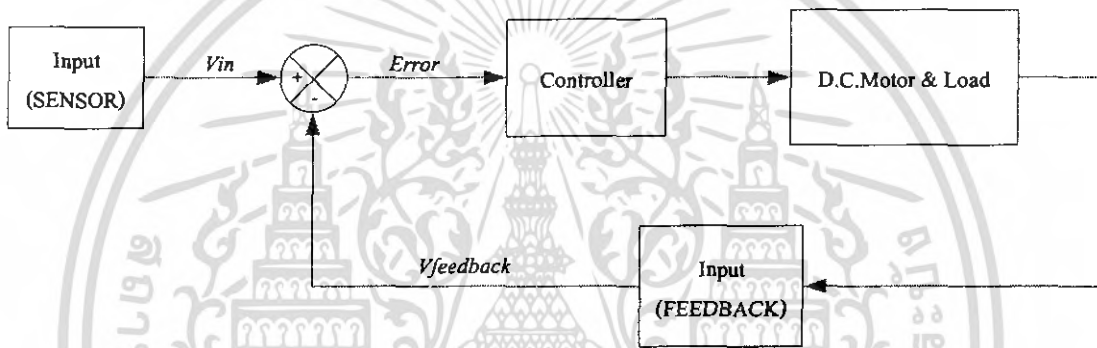 Input
(SENSOR)
Vin
+
-
Error
Controller
D.C.Motor & Load
Vfeedback
Input
(FEEDBACK)